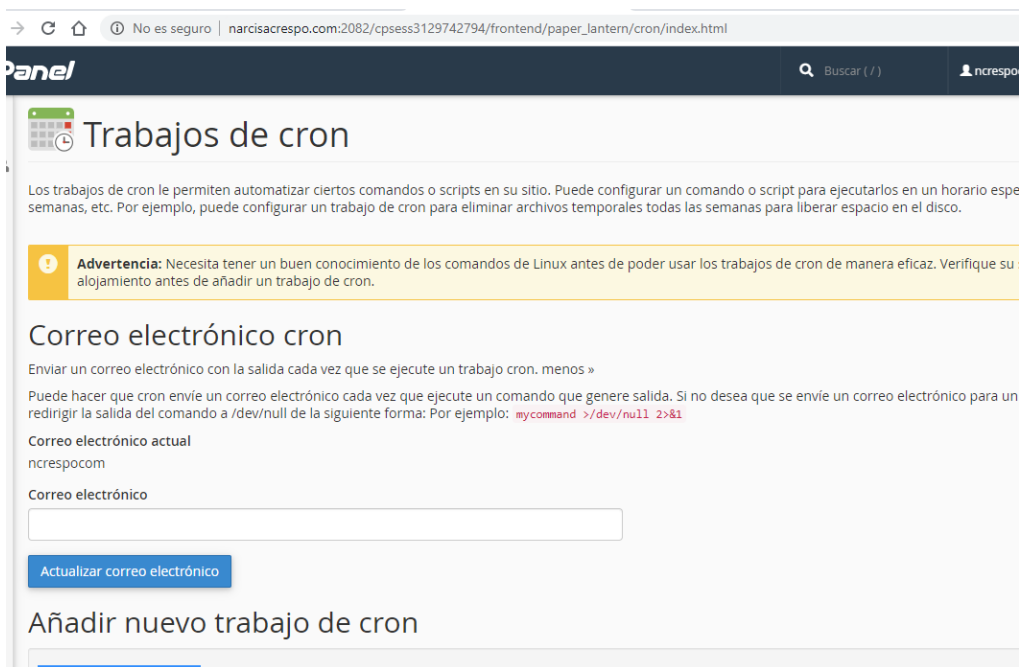 No es seguro | narcisacrespo.com:2082/cpsess3129742794/frontend/paper_lantern/cron/index.html
Panel
Buscar ( / )
ncrespo
Trabajos de cron
Los trabajos de cron le permiten automatizar ciertos comandos o scripts en su sitio. Puede configurar un comando o script para ejecutarlos en un horario espe
semanas, etc. Por ejemplo, puede configurar un trabajo de cron para eliminar archivos temporales todas las semanas para liberar espacio en el disco.
Advertencia: Necesita tener un buen conocimiento de los comandos de Linux antes de poder usar los trabajos de cron de manera eficaz. Verifique su
alojamiento antes de añadir un trabajo de cron.
Correo electrónico cron
Enviar un correo electrónico con la salida cada vez que se ejecute un trabajo cron. menos »
Puede hacer que cron envíe un correo electrónico cada vez que ejecute un comando que genere salida. Si no desea que se envíe un correo electrónico para un
redirigir la salida del comando a /dev/null de la siguiente forma: Por ejemplo: mycommand >/dev/null 2>&1
Correo electrónico actual
ncrespocom
Correo electrónico
Actualizar correo electrónico
Añadir nuevo trabajo de cron